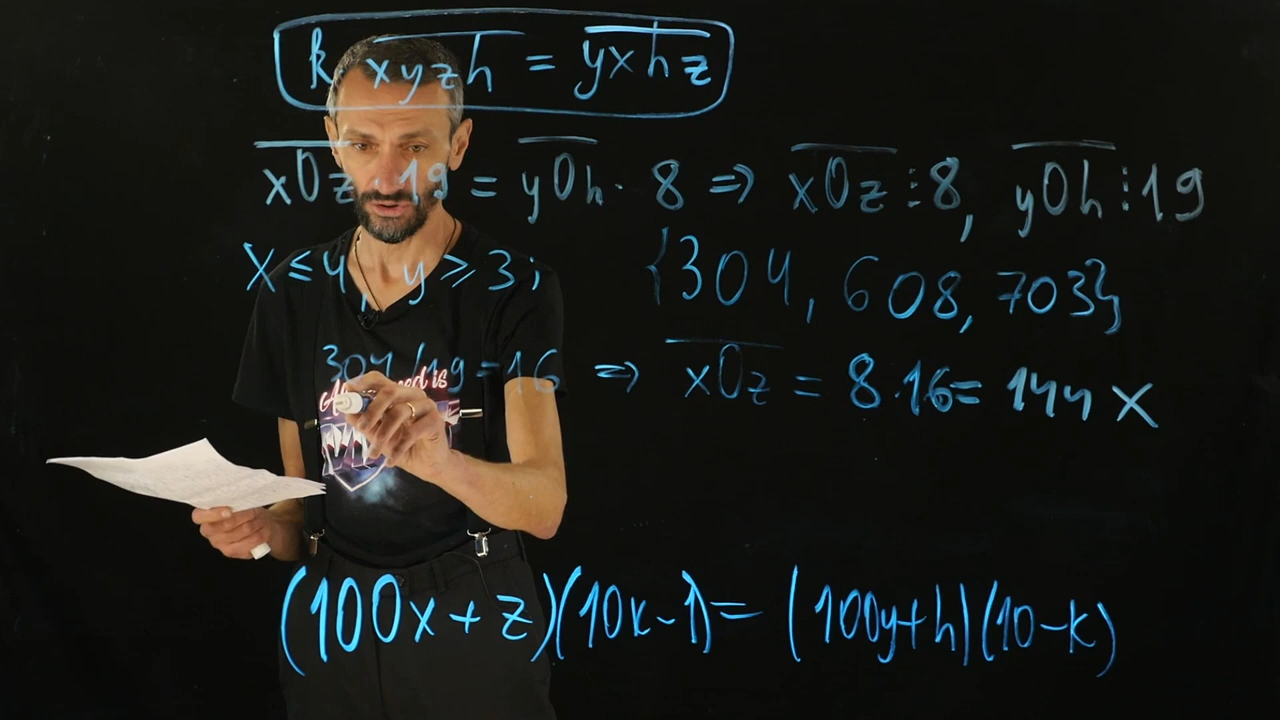 k · xyzh = yxhz
x0z · 19 = y0h · 8 ⇒ x0z ⋮ 8, y0h ⋮ 19
x ≤ 4, y ≥ 3; {304, 608, 703}
304/19 = 16 ⇒ x0z = 8·16 = 144 X
(100x + z)(10k - 1) = (100y + h)(10 - k)